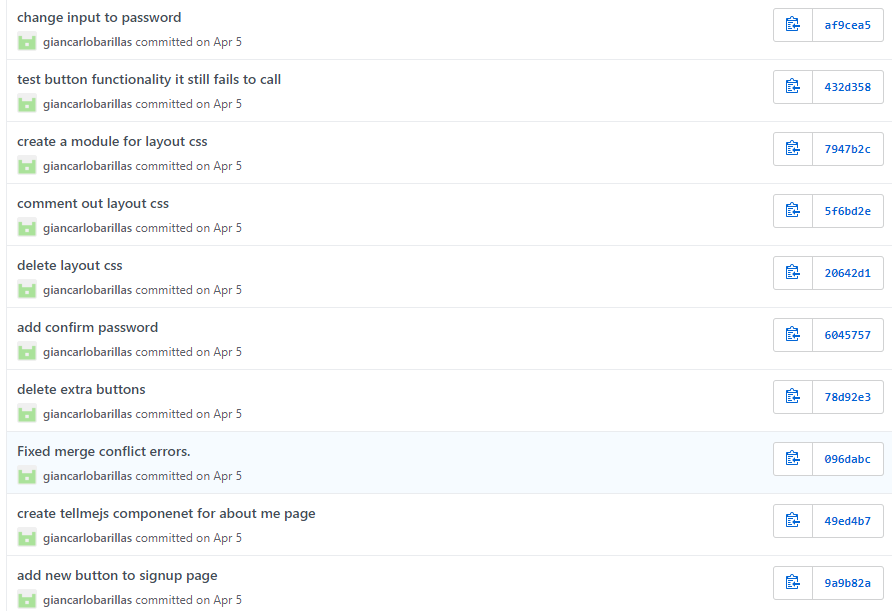 change input to password
af9cea5
giancarlobarillas committed on Apr 5
test button functionality it still fails to call
432d358
giancarlobarillas committed on Apr 5
create a module for layout css
7947b2c
giancarlobarillas committed on Apr 5
comment out layout css
5f6bd2e
giancarlobarillas committed on Apr 5
delete layout css
20642d1
giancarlobarillas committed on Apr 5
add confirm password
6045757
giancarlobarillas committed on Apr 5
delete extra buttons
78d92e3
giancarlobarillas committed on Apr 5
Fixed merge conflict errors.
096dabc
giancarlobarillas committed on Apr 5
create tellmejs componenet for about me page
49ed4b7
giancarlobarillas committed on Apr 5
add new button to signup page
9a9b82a
giancarlobarillas committed on Apr 5